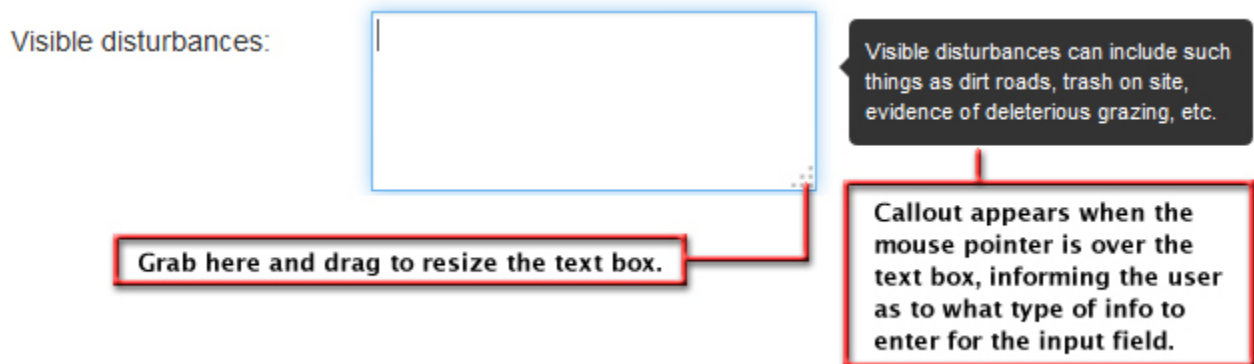 Visible disturbances:
Visible disturbances can include such
things as dirt roads, trash on site,
evidence of deleterious grazing, etc.
Grab here and drag to resize the text box.
Callout appears when the
mouse pointer is over the
text box, informing the user
as to what type of info to
enter for the input field.